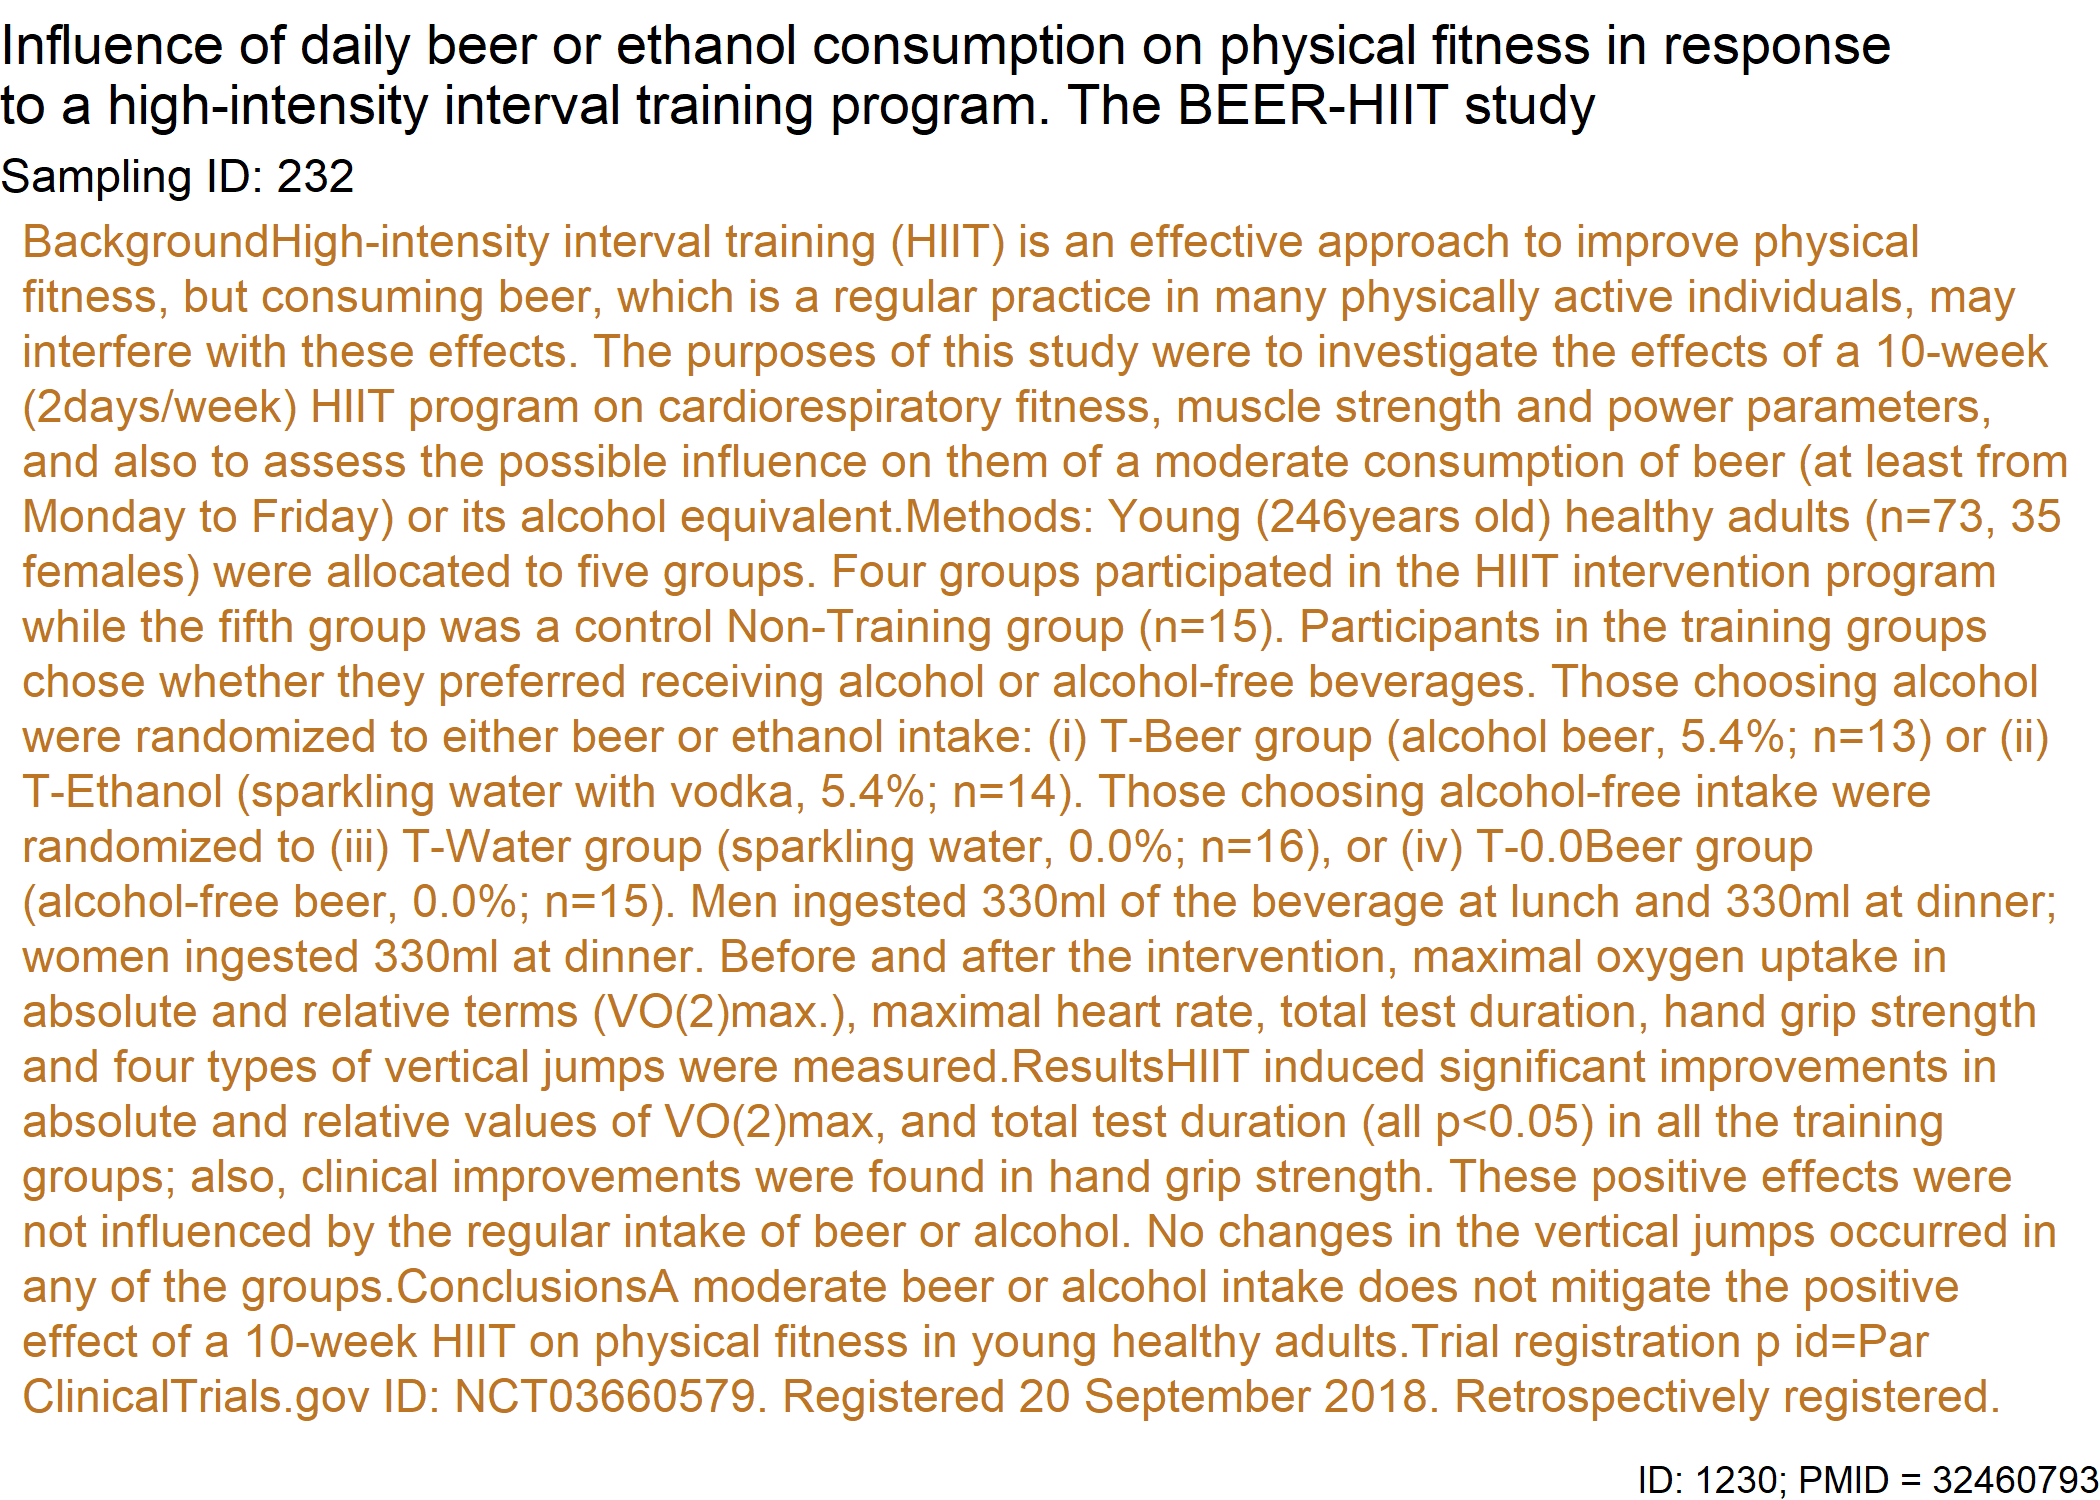 Influence of daily beer or ethanol consumption on physical fitness in response
to a high-intensity interval training program. The BEER-HIIT study
Sampling ID: 232
BackgroundHigh-intensity interval training (HIIT) is an effective approach to improve physical
fitness, but consuming beer, which is a regular practice in many physically active individuals, may
interfere with these effects. The purposes of this study were to investigate the effects of a 10-week
(2days/week) HIIT program on cardiorespiratory fitness, muscle strength and power parameters,
and also to assess the possible influence on them of a moderate consumption of beer (at least from
Monday to Friday) or its alcohol equivalent.Methods: Young (246years old) healthy adults (n=73, 35
females) were allocated to five groups. Four groups participated in the HIIT intervention program
while the fifth group was a control Non-Training group (n=15). Participants in the training groups
chose whether they preferred receiving alcohol or alcohol-free beverages. Those choosing alcohol
were randomized to either beer or ethanol intake: (i) T-Beer group (alcohol beer, 5.4%; n=13) or (ii)
T-Ethanol (sparkling water with vodka, 5.4%; n=14). Those choosing alcohol-free intake were
randomized to (iii) T-Water group (sparkling water, 0.0%; n=16), or (iv) T-0.0Beer group
(alcohol-free beer, 0.0%; n=15). Men ingested 330ml of the beverage at lunch and 330ml at dinner;
women ingested 330ml at dinner. Before and after the intervention, maximal oxygen uptake in
absolute and relative terms (VO(2)max.), maximal heart rate, total test duration, hand grip strength
and four types of vertical jumps were measured.ResultsHIIT induced significant improvements in
absolute and relative values of VO(2)max, and total test duration (all p<0.05) in all the training
groups; also, clinical improvements were found in hand grip strength. These positive effects were
not influenced by the regular intake of beer or alcohol. No changes in the vertical jumps occurred in
any of the groups.ConclusionsA moderate beer or alcohol intake does not mitigate the positive
effect of a 10-week HIIT on physical fitness in young healthy adults.Trial registration p id=Par
ClinicalTrials.gov ID: NCT03660579. Registered 20 September 2018. Retrospectively registered.
ID: 1230; PMID = 32460793